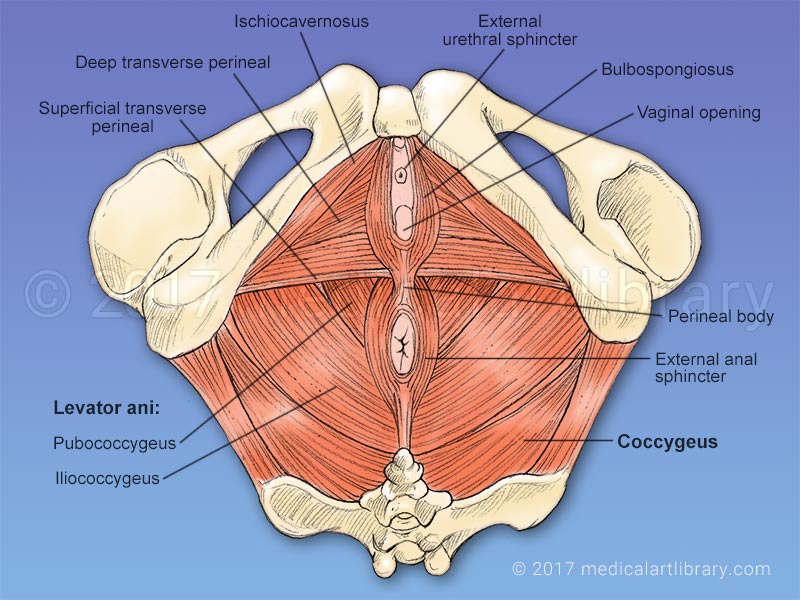 Ischiocavernosus
External
urethral sphincter
Deep transverse perineal
Bulbospongiosus
Superficial transverse
perineal
Vaginal opening
© 2017 medicalartlibrary
Perineal body
External anal
sphincter
Levator ani:
Pubococcygeus
Coccygeus
Iliococcygeus
© 2017 medicalartlibrary.com